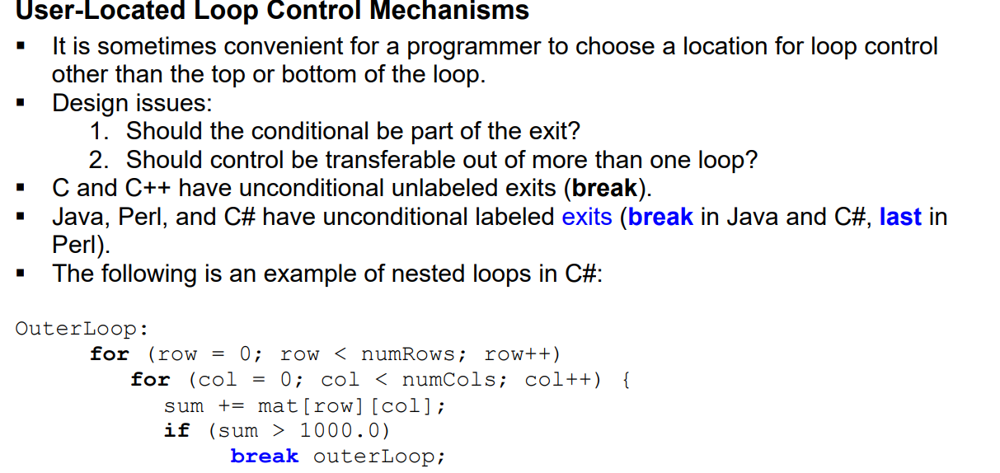 User-Located Loop Control Mechanisms
▪ It is sometimes convenient for a programmer to choose a location for loop control
other than the top or bottom of the loop.
▪ Design issues:
1. Should the conditional be part of the exit?
2. Should control be transferable out of more than one loop?
▪ C and C++ have unconditional unlabeled exits (break).
▪ Java, Perl, and C# have unconditional labeled exits (break in Java and C#, last in
Perl).
▪ The following is an example of nested loops in C#:
OuterLoop:
for (row = 0; row < numRows; row++)
for (col = 0; col < numCols; col++) {
sum += mat[row][col];
if (sum > 1000.0)
break outerLoop;